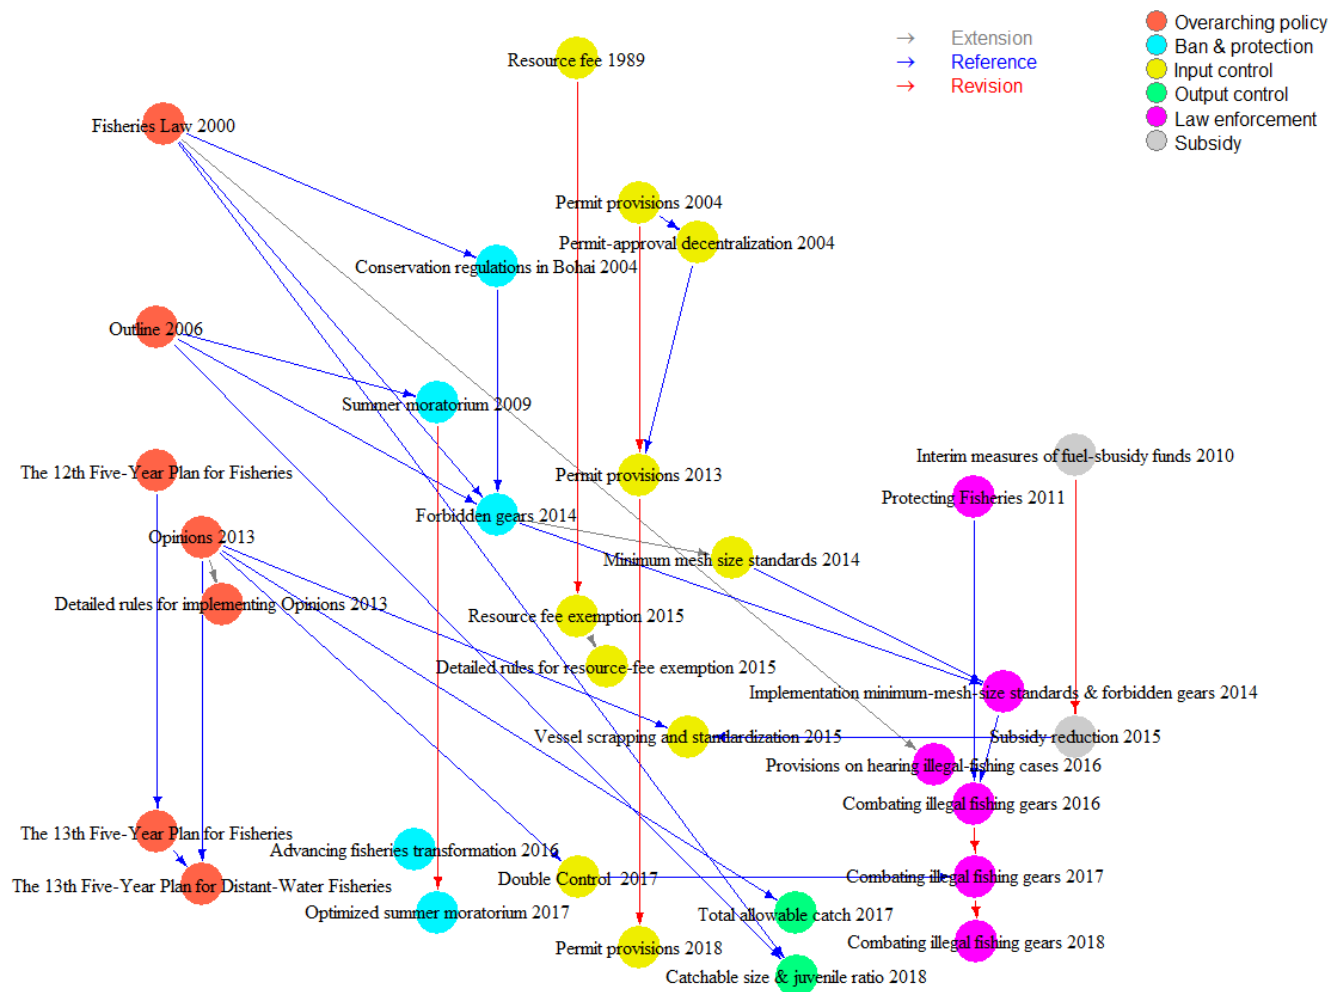 Overarching policy
Extension
Ban & protection
Resource fee 1989
Reference
Input control
Revision
Output control
Law enforcement
Fisheries Law 2000
Subsidy
Permit provisions 2004
Permit-approval decentralization 2004
Conservation regulations in Bohai 2004
Outline 2006
Summer moratorium 2009
Interim measures of fuel-sbusidy funds 2010
The 12th Five-Year Plan for Fisheries
Permit provisions 2013
Protecting Fisheries 2011
Forbidden gears 2014
Opinions 2013
Minimum mesh size standards 2014
Detailed rules for implementing Opinions 2013
Resource fee exemption 2015
Detailed rules for resource-fee exemption 2015
Implementation minimum-mesh-size standards & forbidden gears 2014
Vessel scrapping and standardization 2015
Subsidy reduction 2015
Provisions on hearing illegal-fishing cases 2016
Combating illegal fishing gears 2016
The 13th Five-Year Plan for Fisheries
Advancing fisheries transformation 2016
Double Control 2017
Combating illegal fishing gears 2017
The 13th Five-Year Plan for Distant-Water Fisheries
Optimized summer moratorium 2017
Total allowable catch 2017
Permit provisions 2018
Combating illegal fishing gears 2018
Catchable size & juvenile ratio 2018